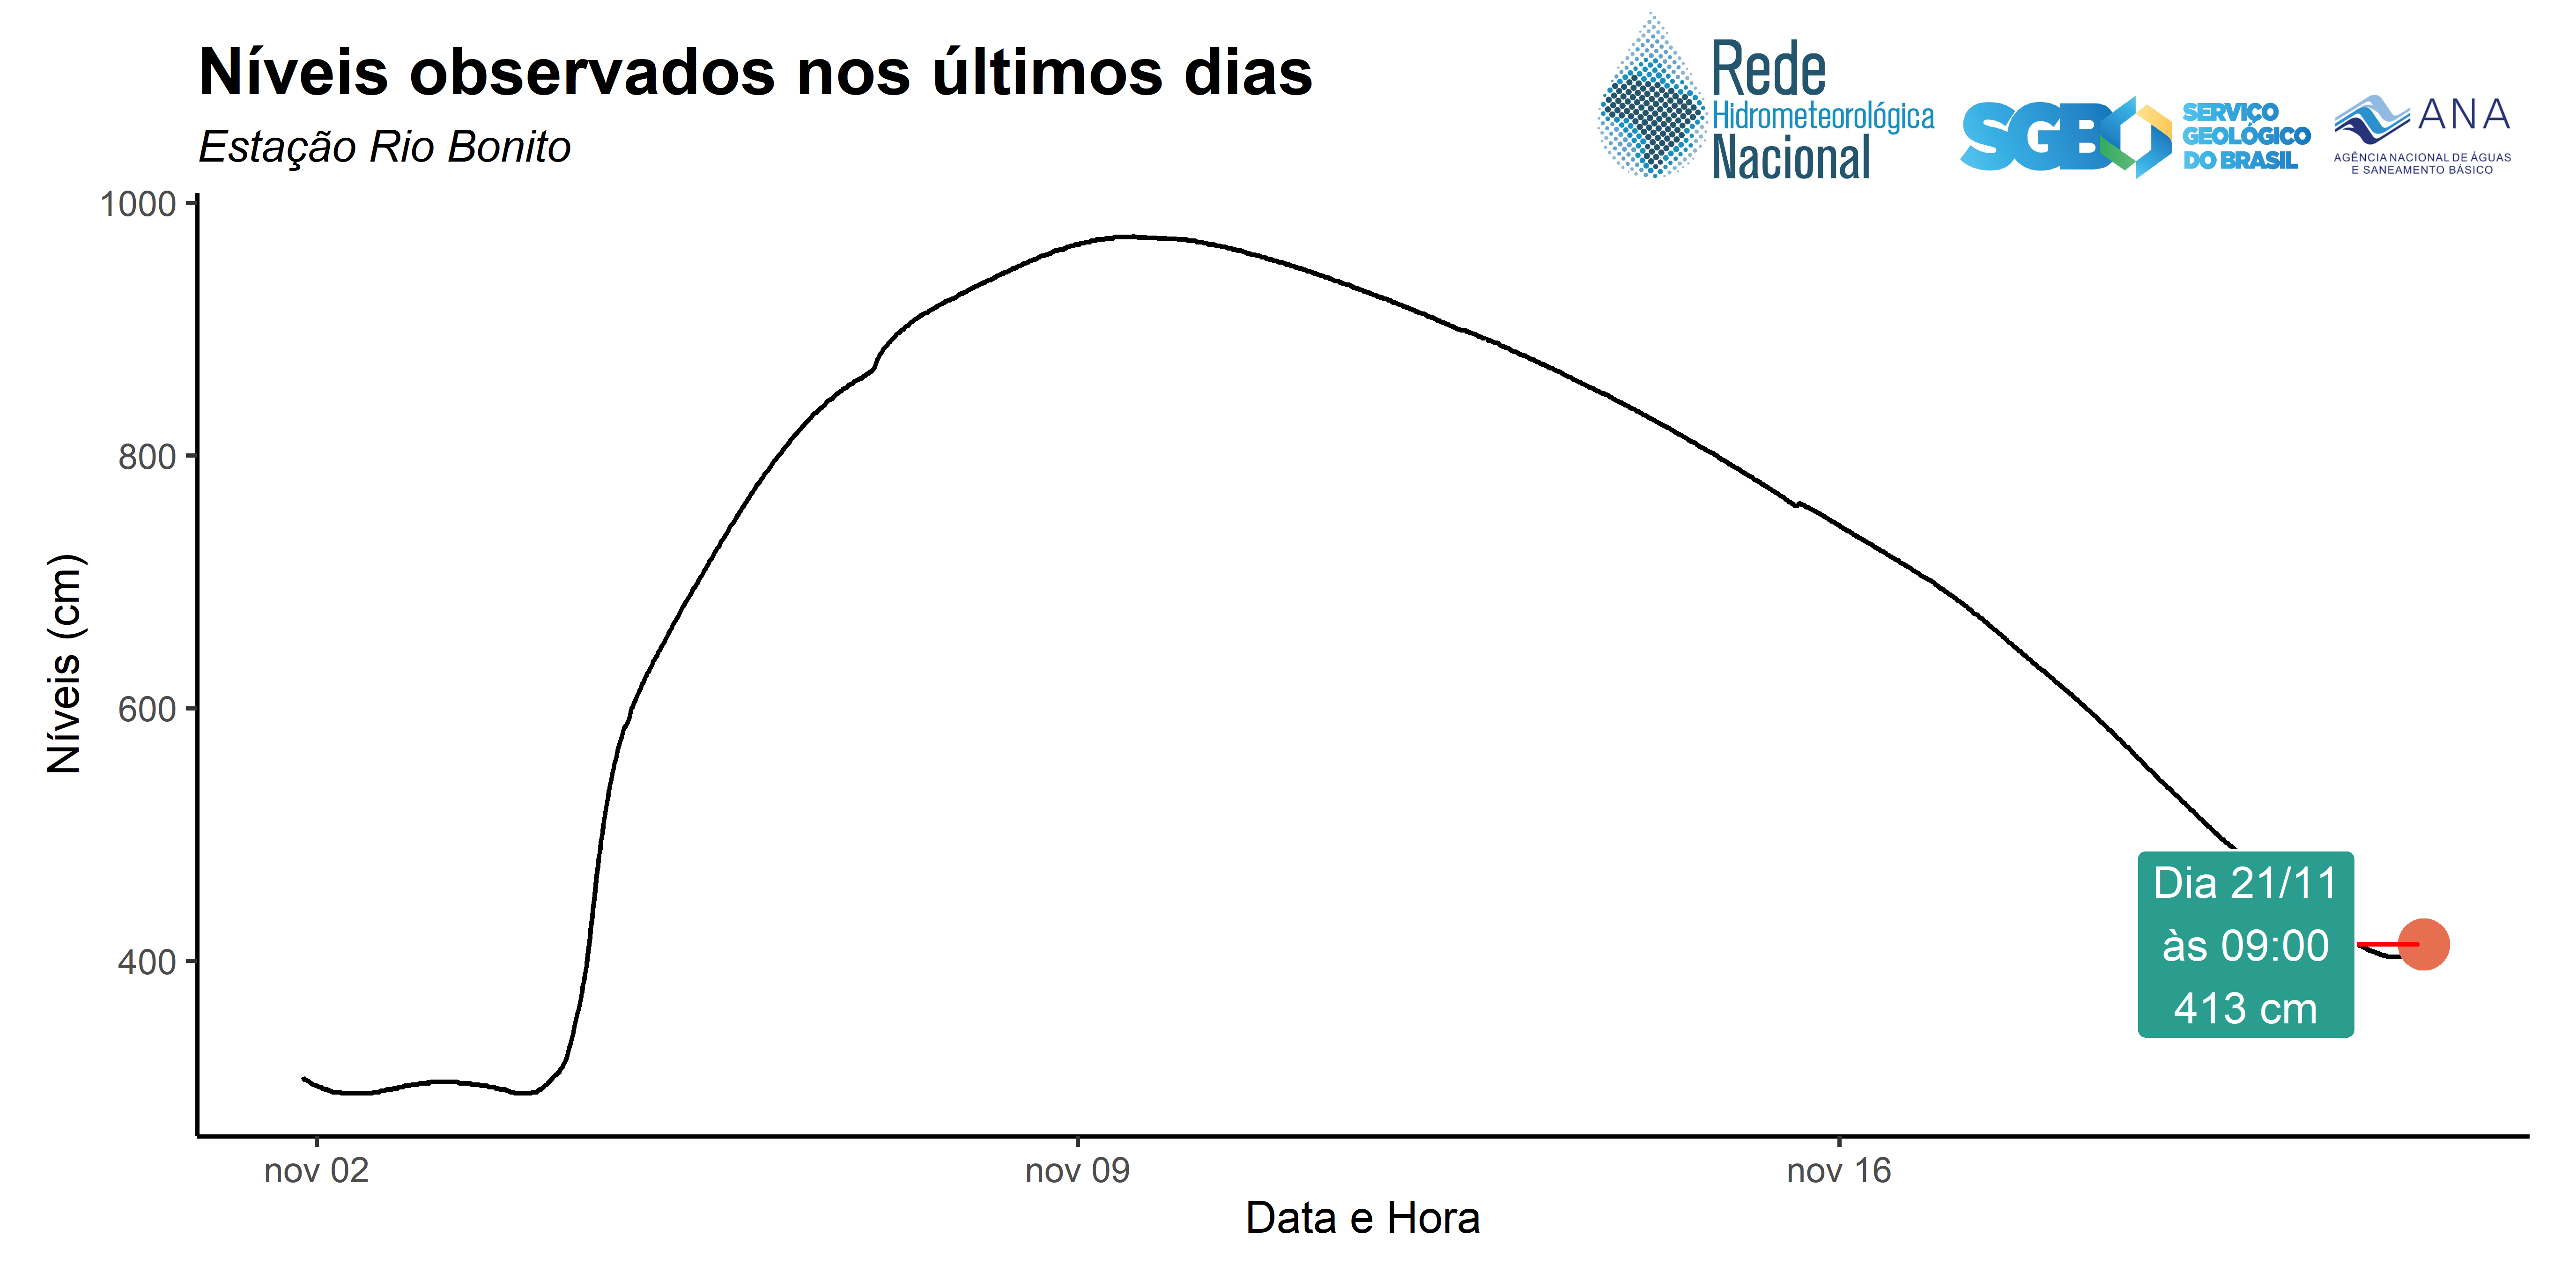 Níveis observados nos últimos dias
Estação Rio Bonito
Rede
Hidrometeorológica
Nacional
SGB
SERVIÇO
GEOLÓGICO
DO BRASIL
ANA
AGÊNCIA NACIONAL DE ÁGUAS
E SANEAMENTO BÁSICO
Níveis (cm)
1000
800
600
400
Dia 21/11
às 09:00
413 cm
nov 02
nov 09
nov 16
Data e Hora